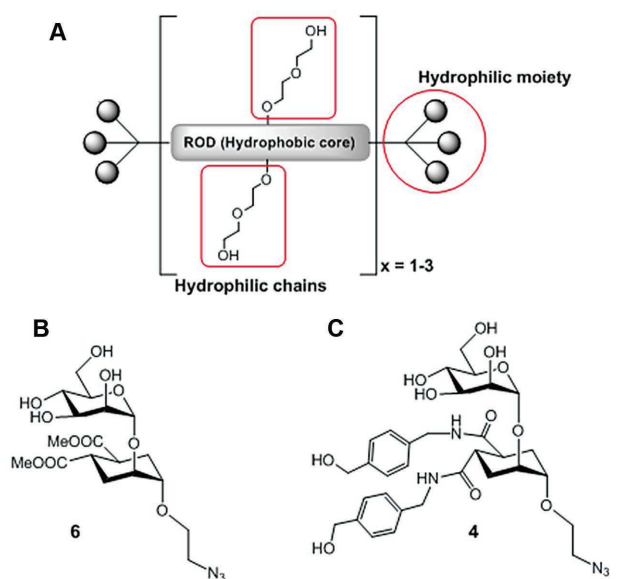 A
OH
O
O
Hydrophilic moiety
ROD (Hydrophobic core)
O
O
OH
x = 1-3
Hydrophilic chains
B
C
OH
OH
HO
HO
O
O
MeOOC
MeOOC
O
N3
6
OH
OH
HO
HO
O
O
O
HN
HO
HN
O
O
HO
N3
4